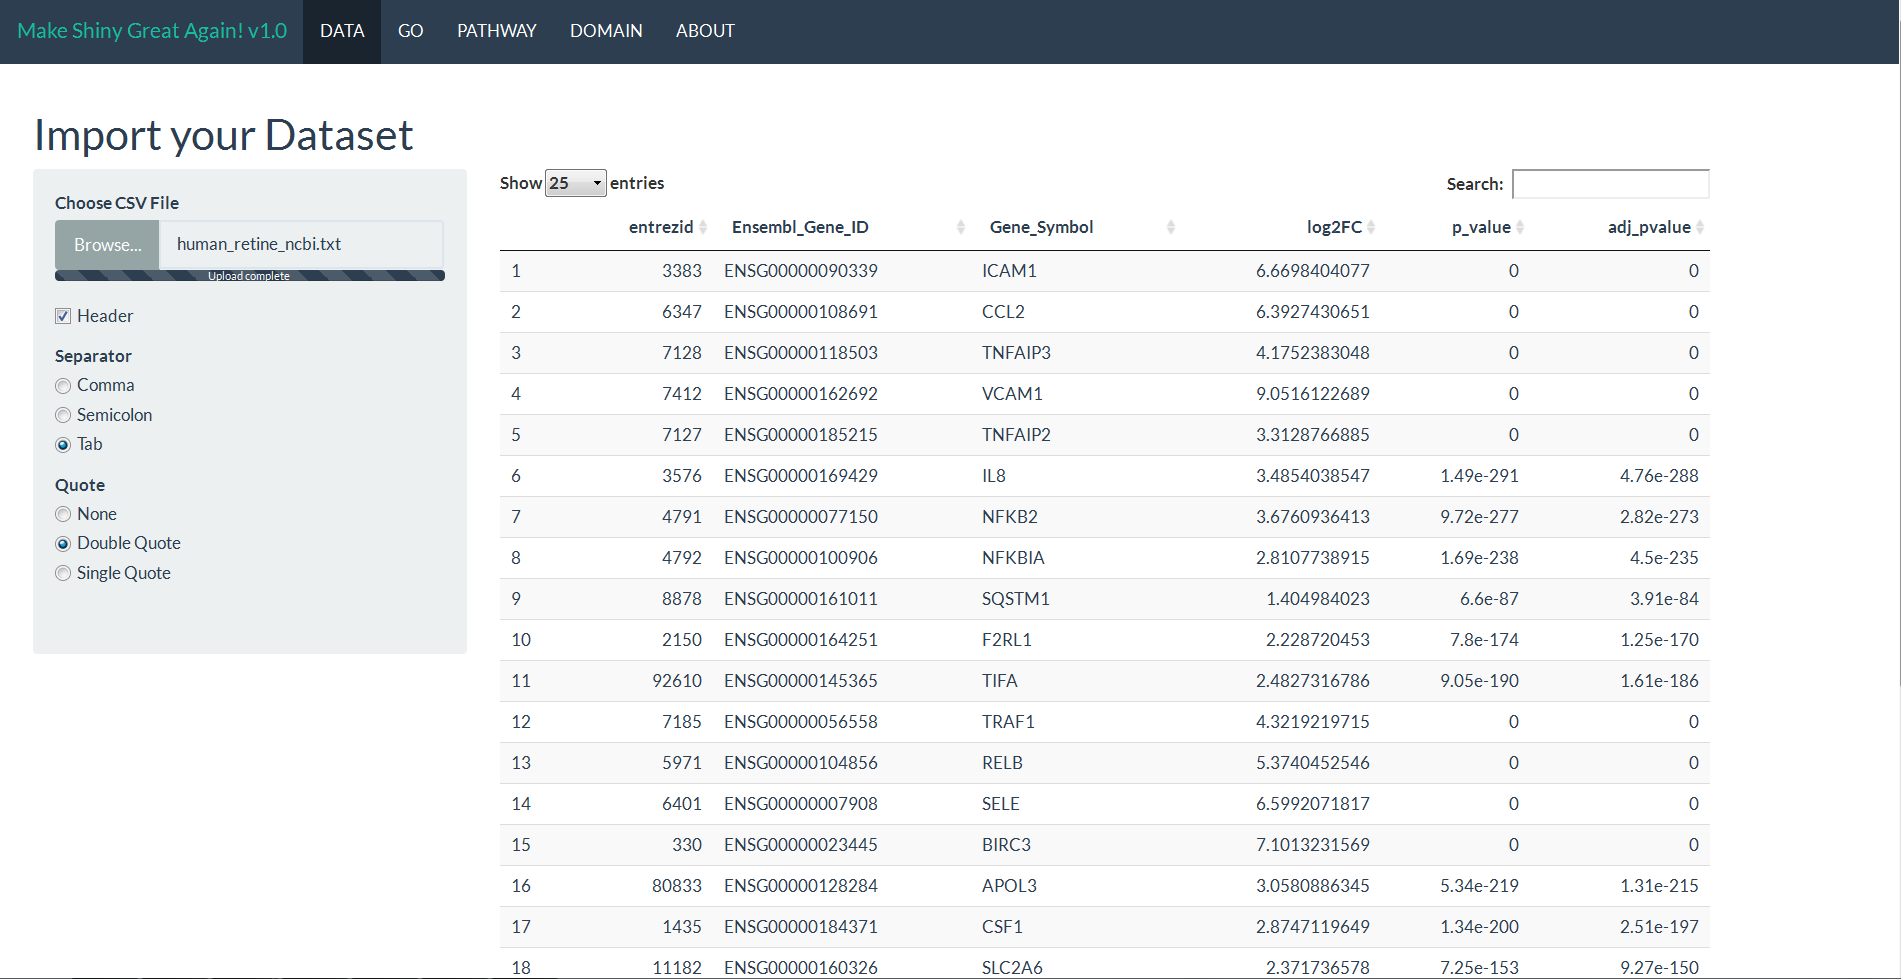 Make Shiny Great Again! v1.0 DATA GO PATHWAY DOMAIN ABOUT
Import your Dataset
Choose CSV File
Browse... human_retine_ncbi.txt
Upload complete
Header
Separator
Comma
Semicolon
Tab
Quote
None
Double Quote
Single Quote
Show 25 entries Search:
entrezid Ensembl_Gene_ID Gene_Symbol log2FC p_value adj_pvalue
1 3383 ENSG00000090339 ICAM1 6.6698404077 0 0
2 6347 ENSG00000108691 CCL2 6.3927430651 0 0
3 7128 ENSG00000118503 TNFAIP3 4.1752383048 0 0
4 7412 ENSG00000162692 VCAM1 9.0516122689 0 0
5 7127 ENSG00000185215 TNFAIP2 3.3128766885 0 0
6 3576 ENSG00000169429 IL8 3.4854038547 1.49e-291 4.76e-288
7 4791 ENSG00000077150 NFKB2 3.6760936413 9.72e-277 2.82e-273
8 4792 ENSG00000100906 NFKBIA 2.8107738915 1.69e-238 4.5e-235
9 8878 ENSG00000161011 SQSTM1 1.404984023 6.6e-87 3.91e-84
10 2150 ENSG00000164251 F2RL1 2.228720453 7.8e-174 1.25e-170
11 92610 ENSG00000145365 TIFA 2.4827316786 9.05e-190 1.61e-186
12 7185 ENSG00000056558 TRAF1 4.3219219715 0 0
13 5971 ENSG00000104856 RELB 5.3740452546 0 0
14 6401 ENSG00000007908 SELE 6.5992071817 0 0
15 330 ENSG00000023445 BIRC3 7.1013231569 0 0
16 80833 ENSG00000128284 APOL3 3.0580886345 5.34e-219 1.31e-215
17 1435 ENSG00000184371 CSF1 2.8747119649 1.34e-200 2.51e-197
18 11182 ENSG00000160326 SLC2A6 2.371736578 7.25e-153 9.27e-150